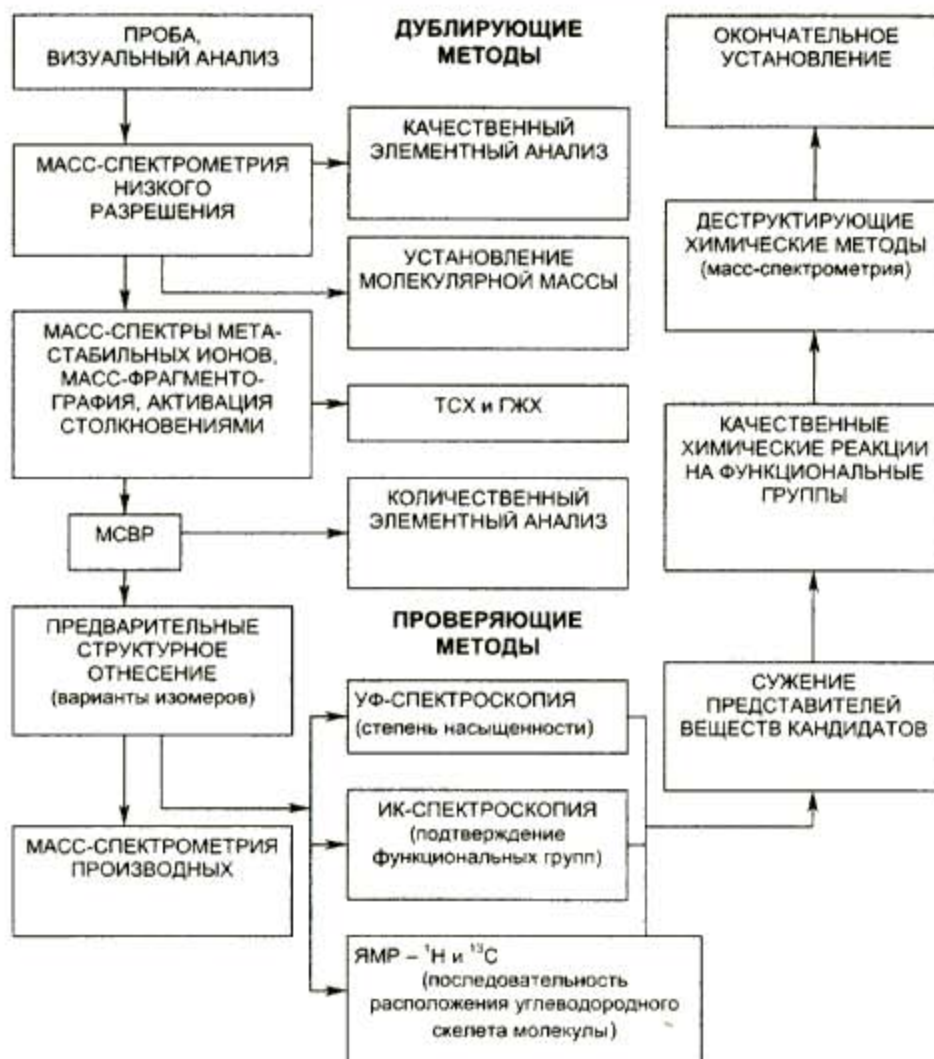 ПРОБА,
ВИЗУАЛЬНЫЙ АНАЛИЗ
МАСС-СПЕКТРОМЕТРИЯ
НИЗКОГО
РАЗРЕШЕНИЯ
МАСС-СПЕКТРЫ МЕТА-
СТАБИЛЬНЫХ ИОНОВ,
МАСС-ФРАГМЕНТО-
ГРАФИЯ, АКТИВАЦИЯ
СТОЛКНОВЕНИЯМИ
МСВР
ПРЕДВАРИТЕЛЬНЫЕ
СТРУКТУРНОЕ
ОТНЕСЕНИЕ
(варианты изомеров)
МАСС-СПЕКТРОМЕТРИЯ
ПРОИЗВОДНЫХ
ДУБЛИРУЮЩИЕ
МЕТОДЫ
КАЧЕСТВЕННЫЙ
ЭЛЕМЕНТНЫЙ АНАЛИЗ
УСТАНОВЛЕНИЕ
МОЛЕКУЛЯРНОЙ МАССЫ
ТСХ и ГЖХ
КОЛИЧЕСТВЕННЫЙ
ЭЛЕМЕНТНЫЙ АНАЛИЗ
ПРОВЕРЯЮЩИЕ
МЕТОДЫ
УФ-СПЕКТРОСКОПИЯ
(степень насыщенности)
ИК-СПЕКТРОСКОПИЯ
(подтверждение
функциональных групп)
ЯМР – ¹H и ¹³C
(последовательность
расположения углеводородного
скелета молекулы)
ОКОНЧАТЕЛЬНОЕ
УСТАНОВЛЕНИЕ
ДЕСТРУКТИРУЮЩИЕ
ХИМИЧЕСКИЕ МЕТОДЫ
(масс-спектрометрия)
КАЧЕСТВЕННЫЕ
ХИМИЧЕСКИЕ РЕАКЦИИ
НА ФУНКЦИОНАЛЬНЫЕ
ГРУППЫ
СУЖЕНИЕ
ПРЕДСТАВИТЕЛЕЙ
ВЕЩЕСТВ КАНДИДАТОВ